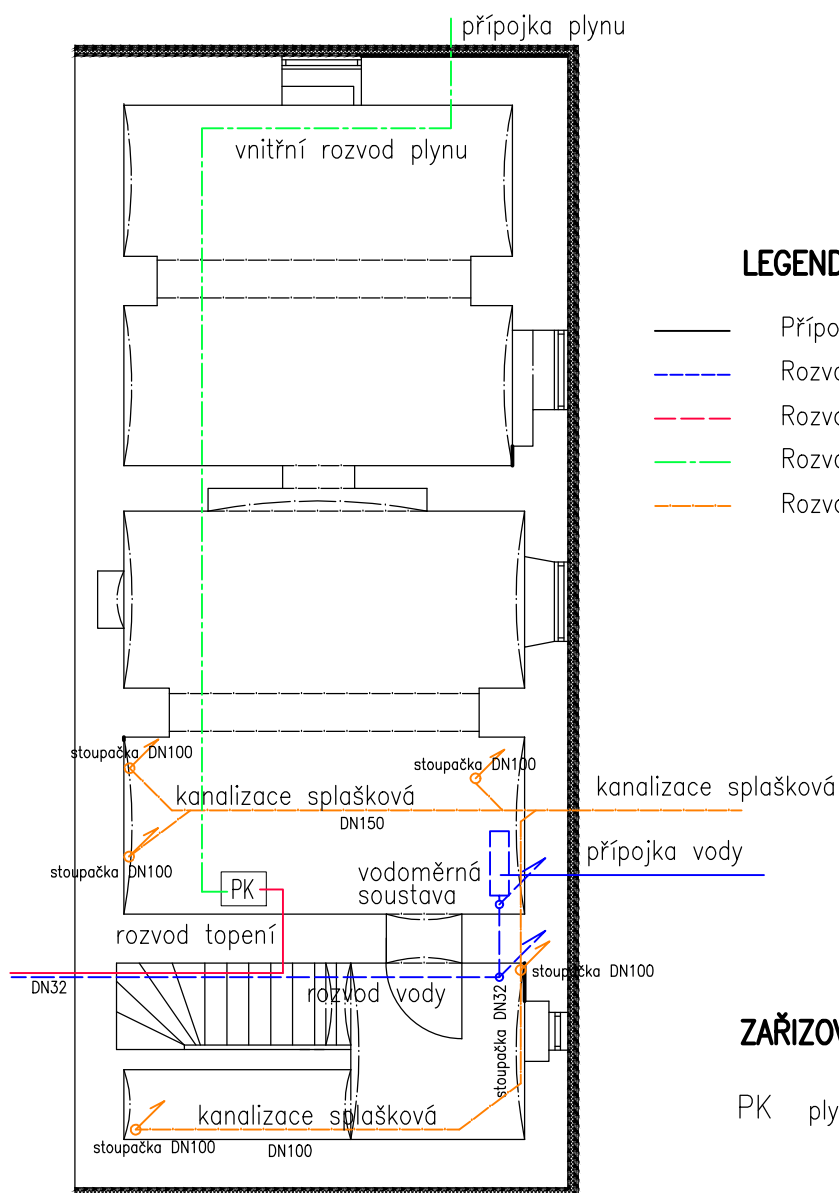 přípojka plynu
vnitřní rozvod plynu
LEGEND
Přípo
Rozvo
Rozvo
Rozvo
Rozvo
stoupačka DN100
stoupačka DN100
kanalizace splašková
kanalizace splašková
DN150
stoupačka DN100
vodoměrná
soustava
přípojka vody
PK
rozvod topení
stoupačka DN100
DN32
rozvod vody
stoupačka DN32
ZAŘIZOV
PK ply
kanalizace splašková
stoupačka DN100
DN100